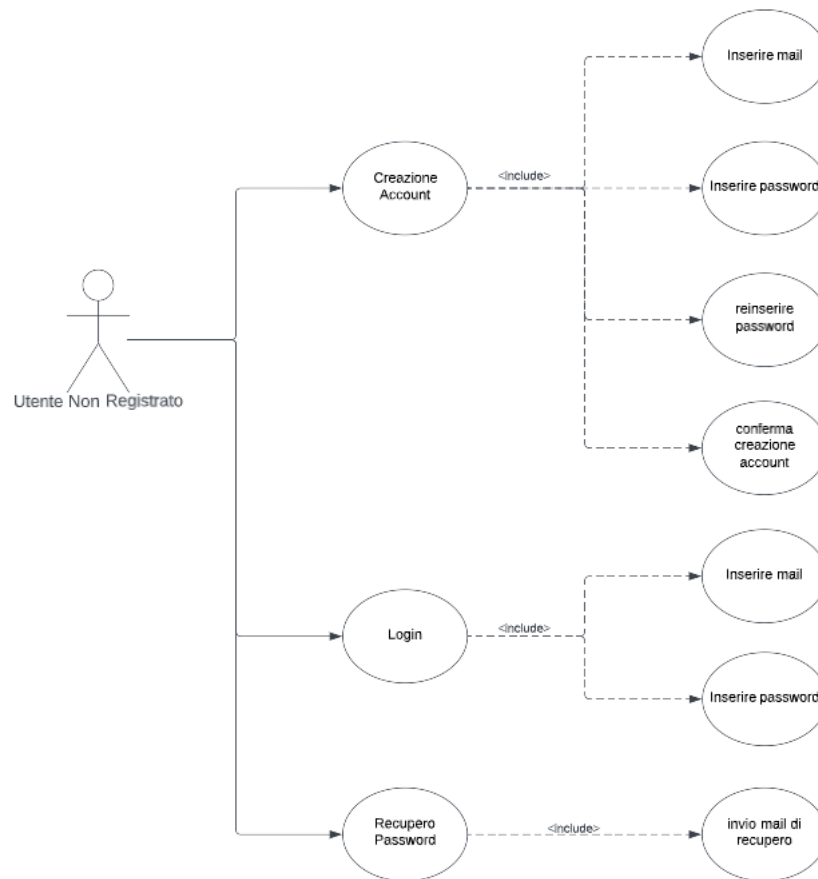 Inserire mail
Creazione
Account
<include>
Inserire password
reinserire
password
Utente Non Registrato
conferma
creazione
account
Inserire mail
Login
<include>
Inserire password
Recupero
Password
<include>
invio mail di
recupero